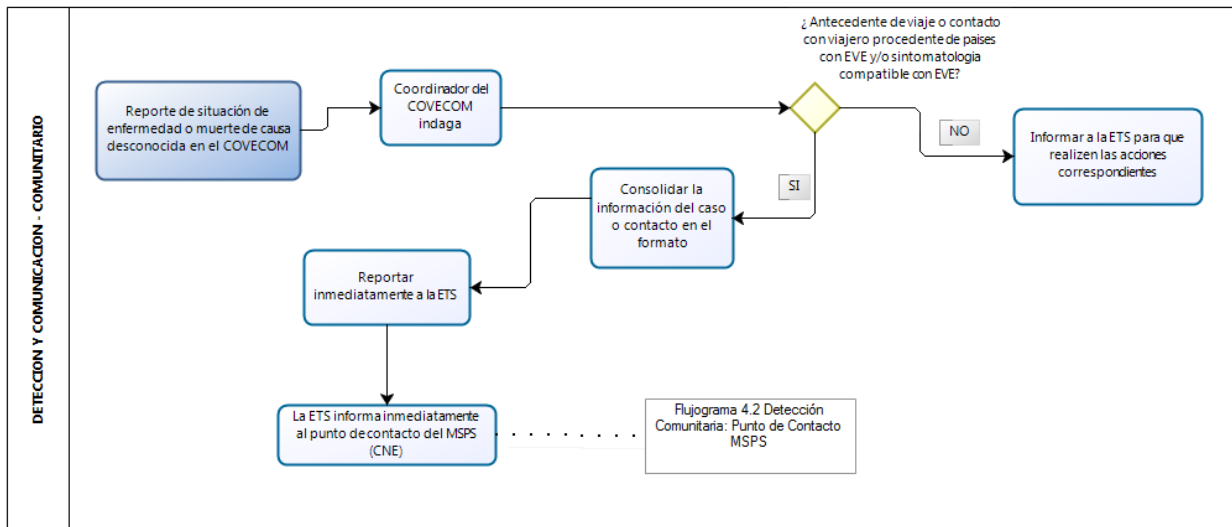 DETECCION Y COMUNICACION - COMUNITARIO
Reporte de situación de
enfedad o muerte de causa
desconocida en el COVECOM
Coordinador del
COVECOM
indaga
¿ Antecedente de viaje o contacto
con viajero procedente de paises
con EVE y/o sintomatologia
compatible con EVE?
NO
Informar a la ETS para que
realizen las acciones
correspondientes
SI
Consolidar la
información del caso
o contacto en el
formato
Reportar
inmediatamente a la ETS
La ETS informa inmediatamente
al punto de contacto del MSPS
(CNE)
Flujograma 4.2 Detección
Comunitaria: Punto de Contacto
MSPS